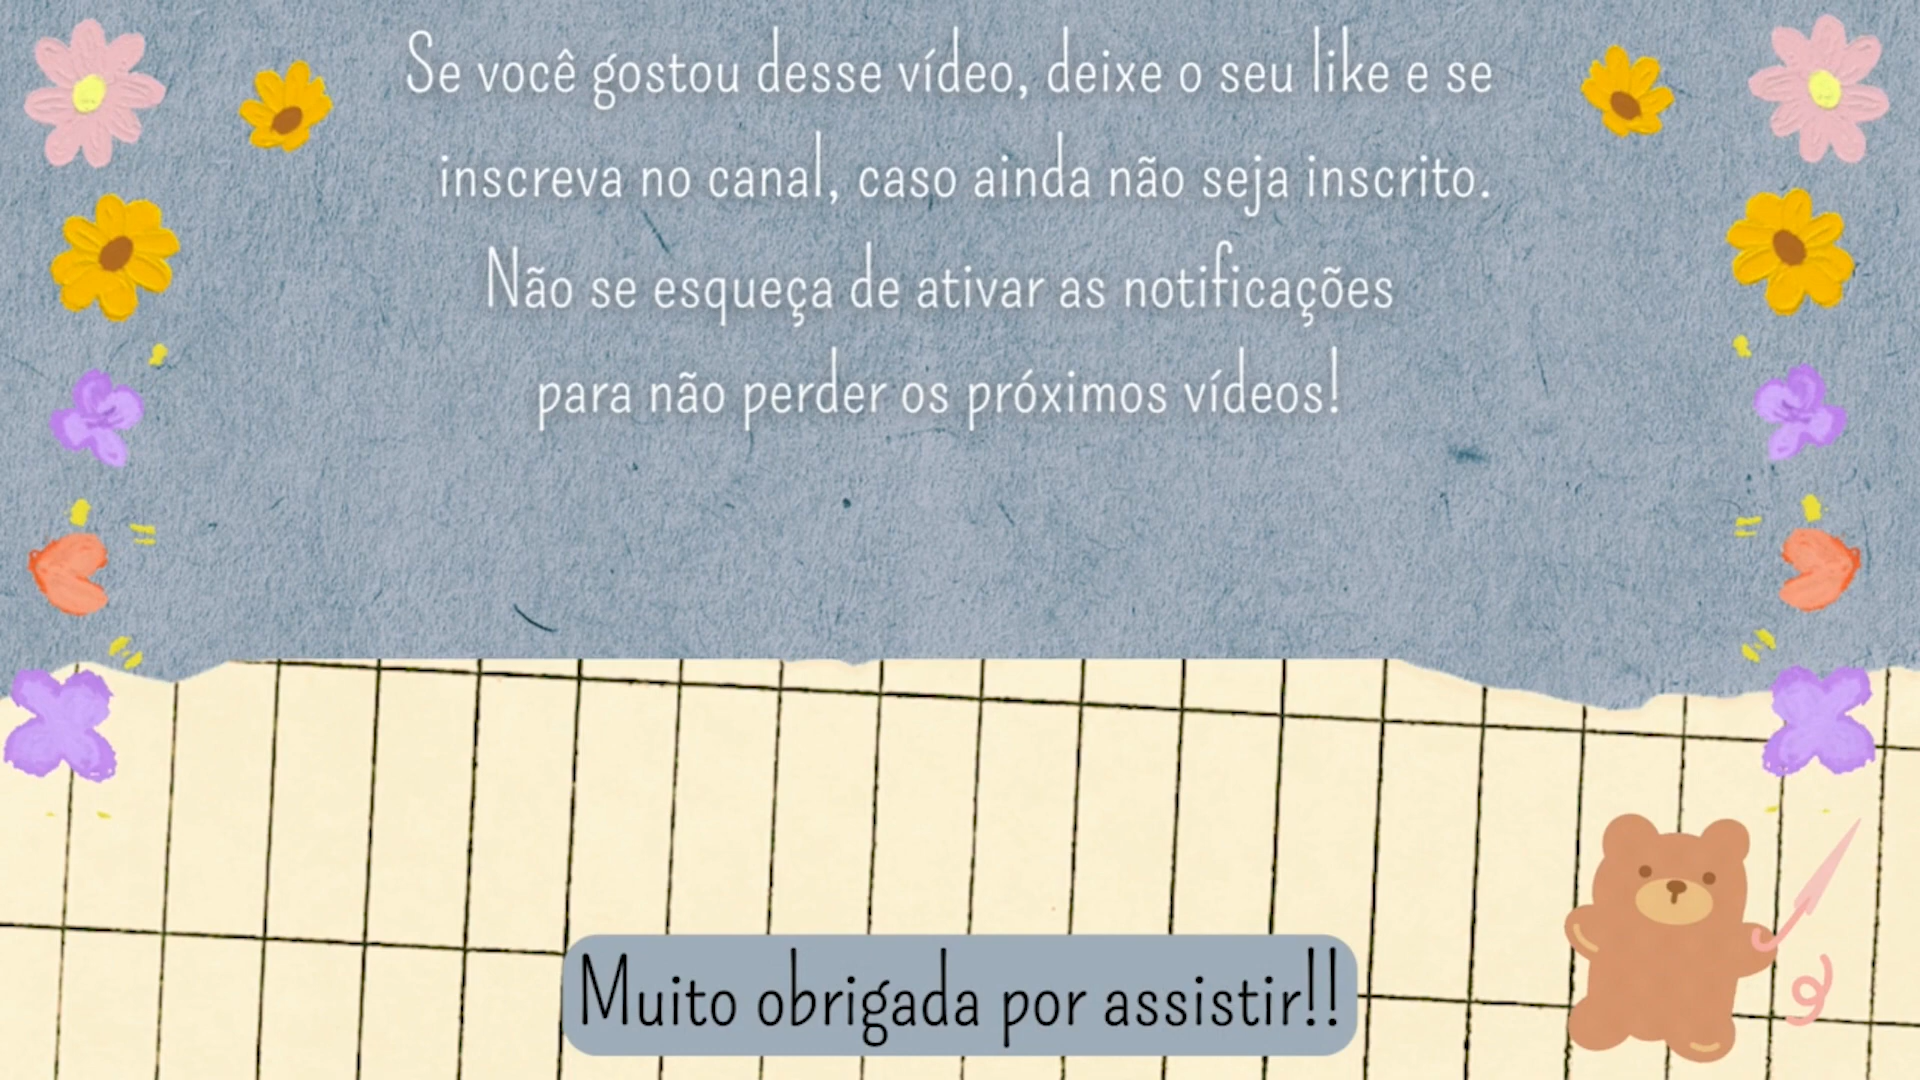 Se você gostou desse vídeo, deixe o seu like e se
inscreva no canal, caso ainda não seja inscrito.
Não se esqueça de ativar as notificações
para não perder os próximos vídeos!
Muito obrigada por assistir!!